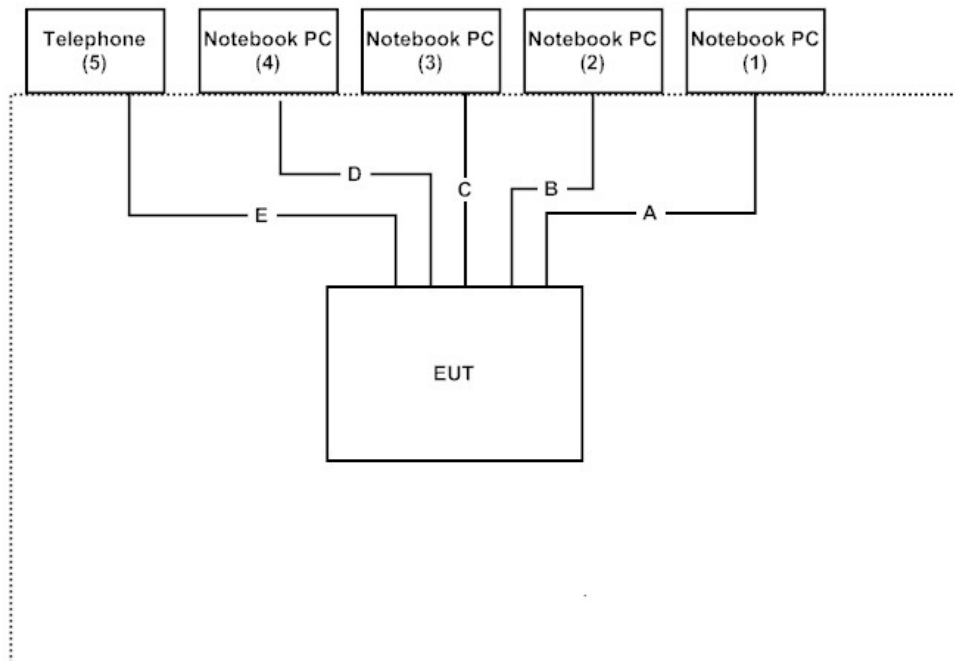 Telephone
(5)
Notebook PC
(4)
Notebook PC
(3)
Notebook PC
(2)
Notebook PC
(1)
D
C
B
E
A
EUT